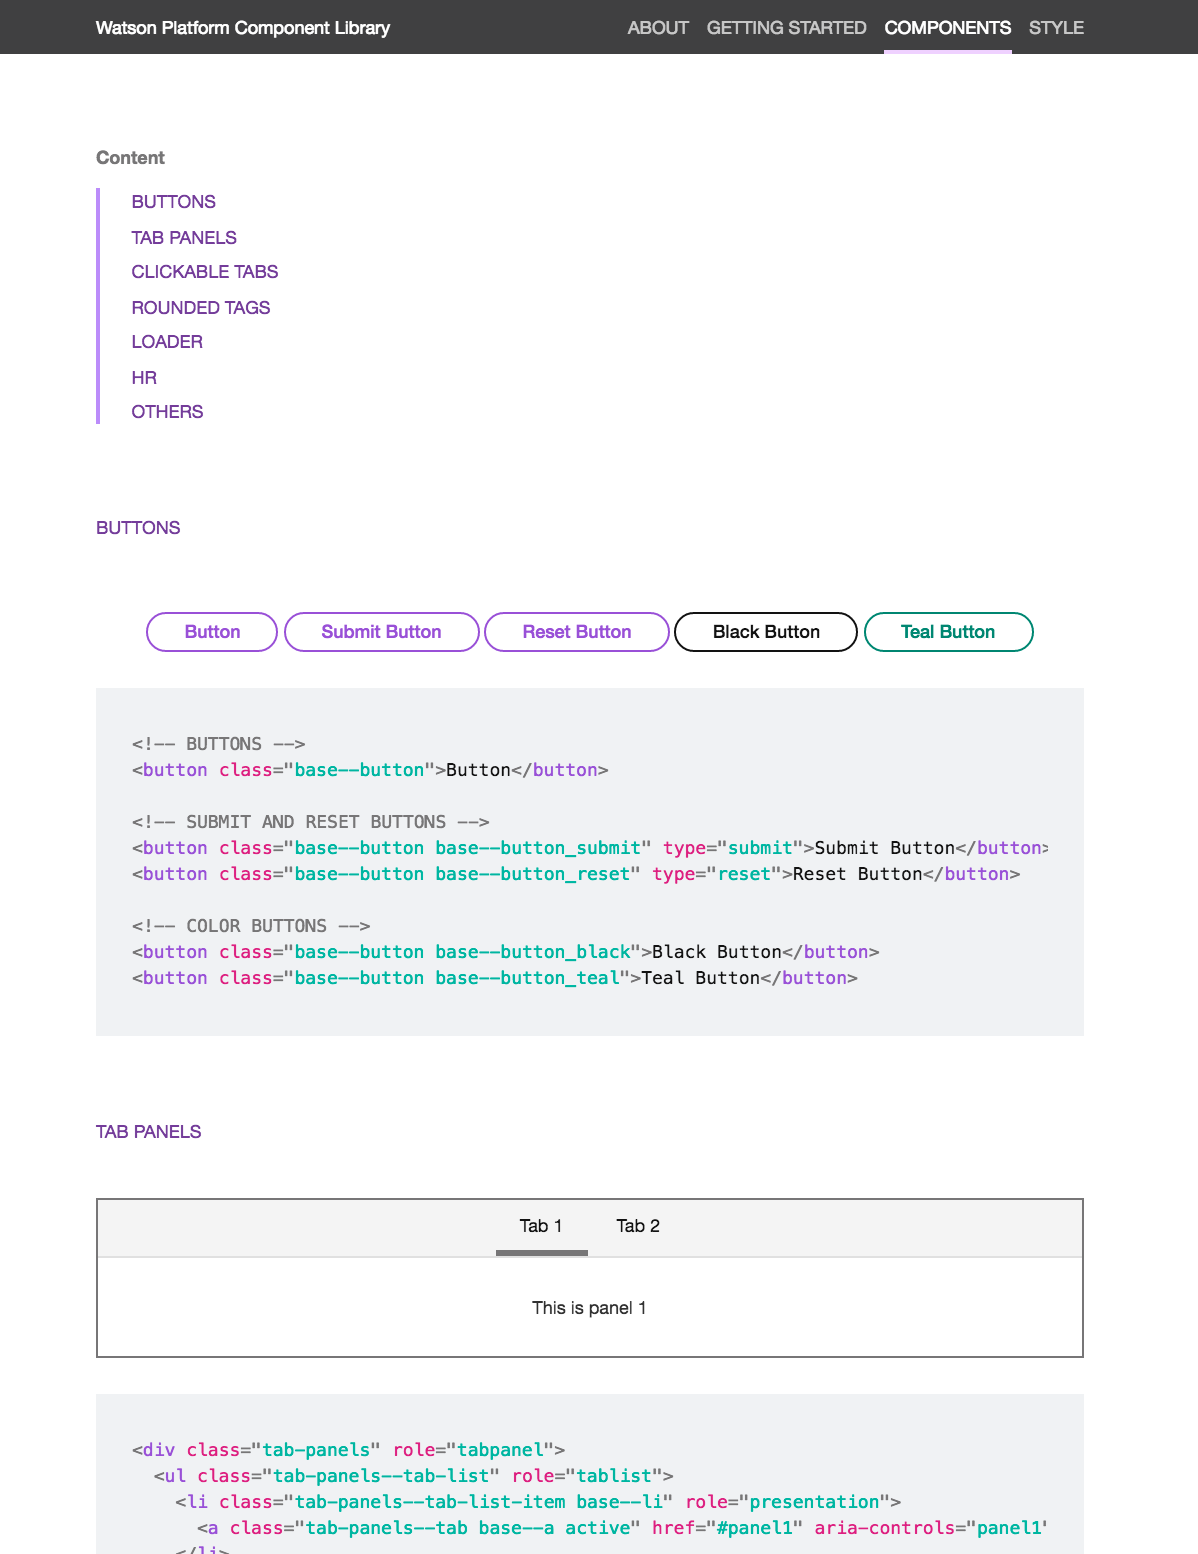 Watson Platform Component Library ABOUT GETTING STARTED COMPONENTS STYLE
Content
BUTTONS
TAB PANELS
CLICKABLE TABS
ROUNDED TAGS
LOADER
HR
OTHERS
BUTTONS
Button Submit Button Reset Button Black Button Teal Button
<!-- BUTTONS -->
<button class="base--button">Button</button>
<!-- SUBMIT AND RESET BUTTONS -->
<button class="base--button base--button_submit" type="submit">Submit Button</button>
<button class="base--button base--button_reset" type="reset">Reset Button</button>
<!-- COLOR BUTTONS -->
<button class="base--button base--button_black">Black Button</button>
<button class="base--button base--button_teal">Teal Button</button>
TAB PANELS
Tab 1 Tab 2
This is panel 1
<div class="tab-panels" role="tabpanel">
<ul class="tab-panels--tab-list" role="tablist">
<li class="tab-panels--tab-list-item base--li" role="presentation">
<a class="tab-panels--tab base--a active" href="#panel1" aria-controls="panel1"
</li>